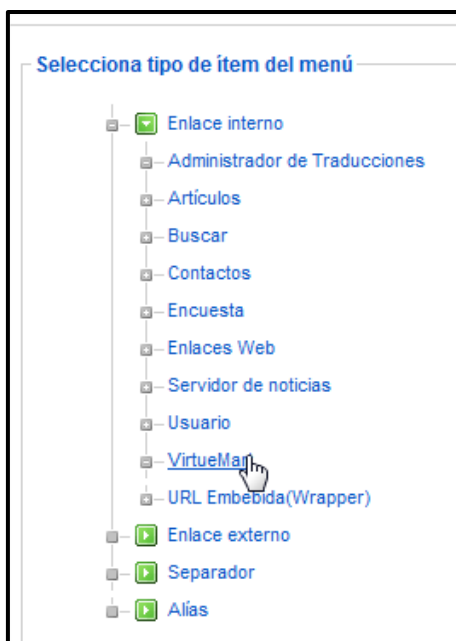 Selecciona tipo de ítem del menú
Enlace interno
Administrador de Traducciones
Artículos
Buscar
Contactos
Encuesta
Enlaces Web
Servidor de noticias
Usuario
VirtueMart
URL Embebida(Wrapper)
Enlace externo
Separador
Alías